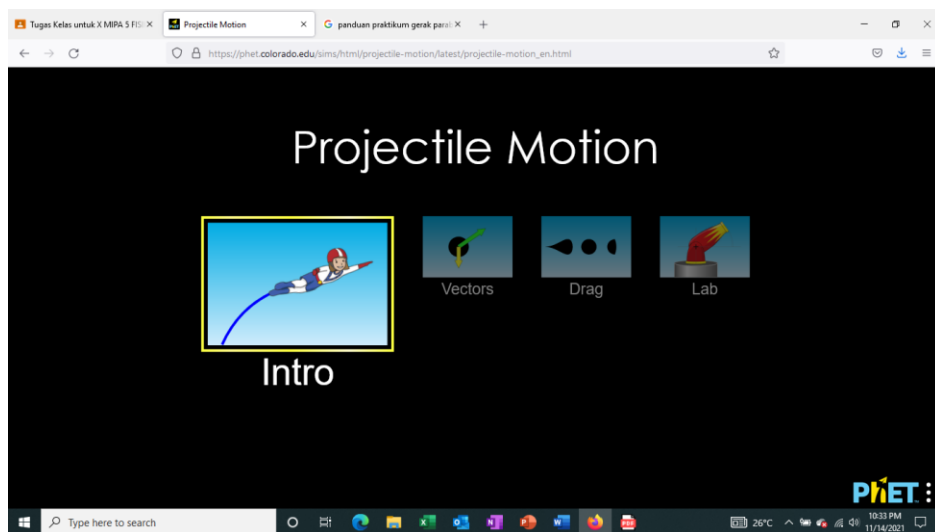 Tugas Kelas untuk X MIPA 5 FIS
Projectile Motion
panduan praktikum gerak paral
https://phet.colorado.edu/sims/html/projectile-motion/latest/projectile-motion_en.html
Projectile Motion
Intro
Vectors
Drag
Lab
PhET
Type here to search
26°C
10:33 PM
11/14/2021